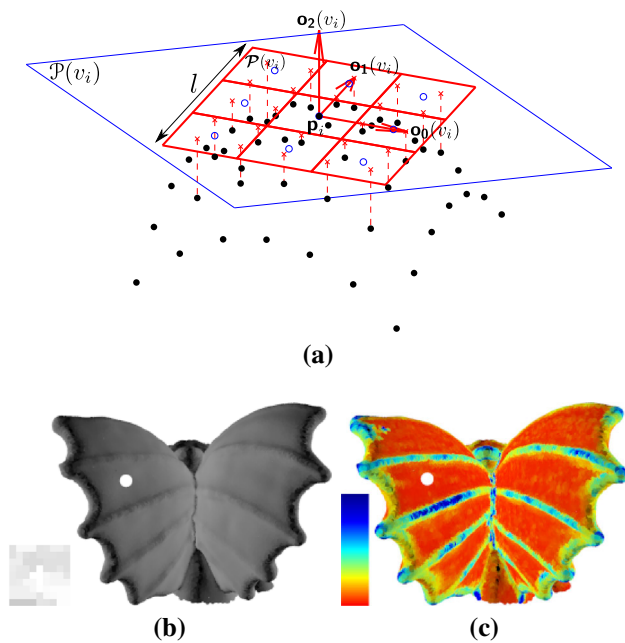 o₂(vᵢ)
𝒫(vᵢ)
𝒫(vᵢ)
o₁(vᵢ)
l
pᵢ
o₀(vᵢ)
(a)
(b)
(c)